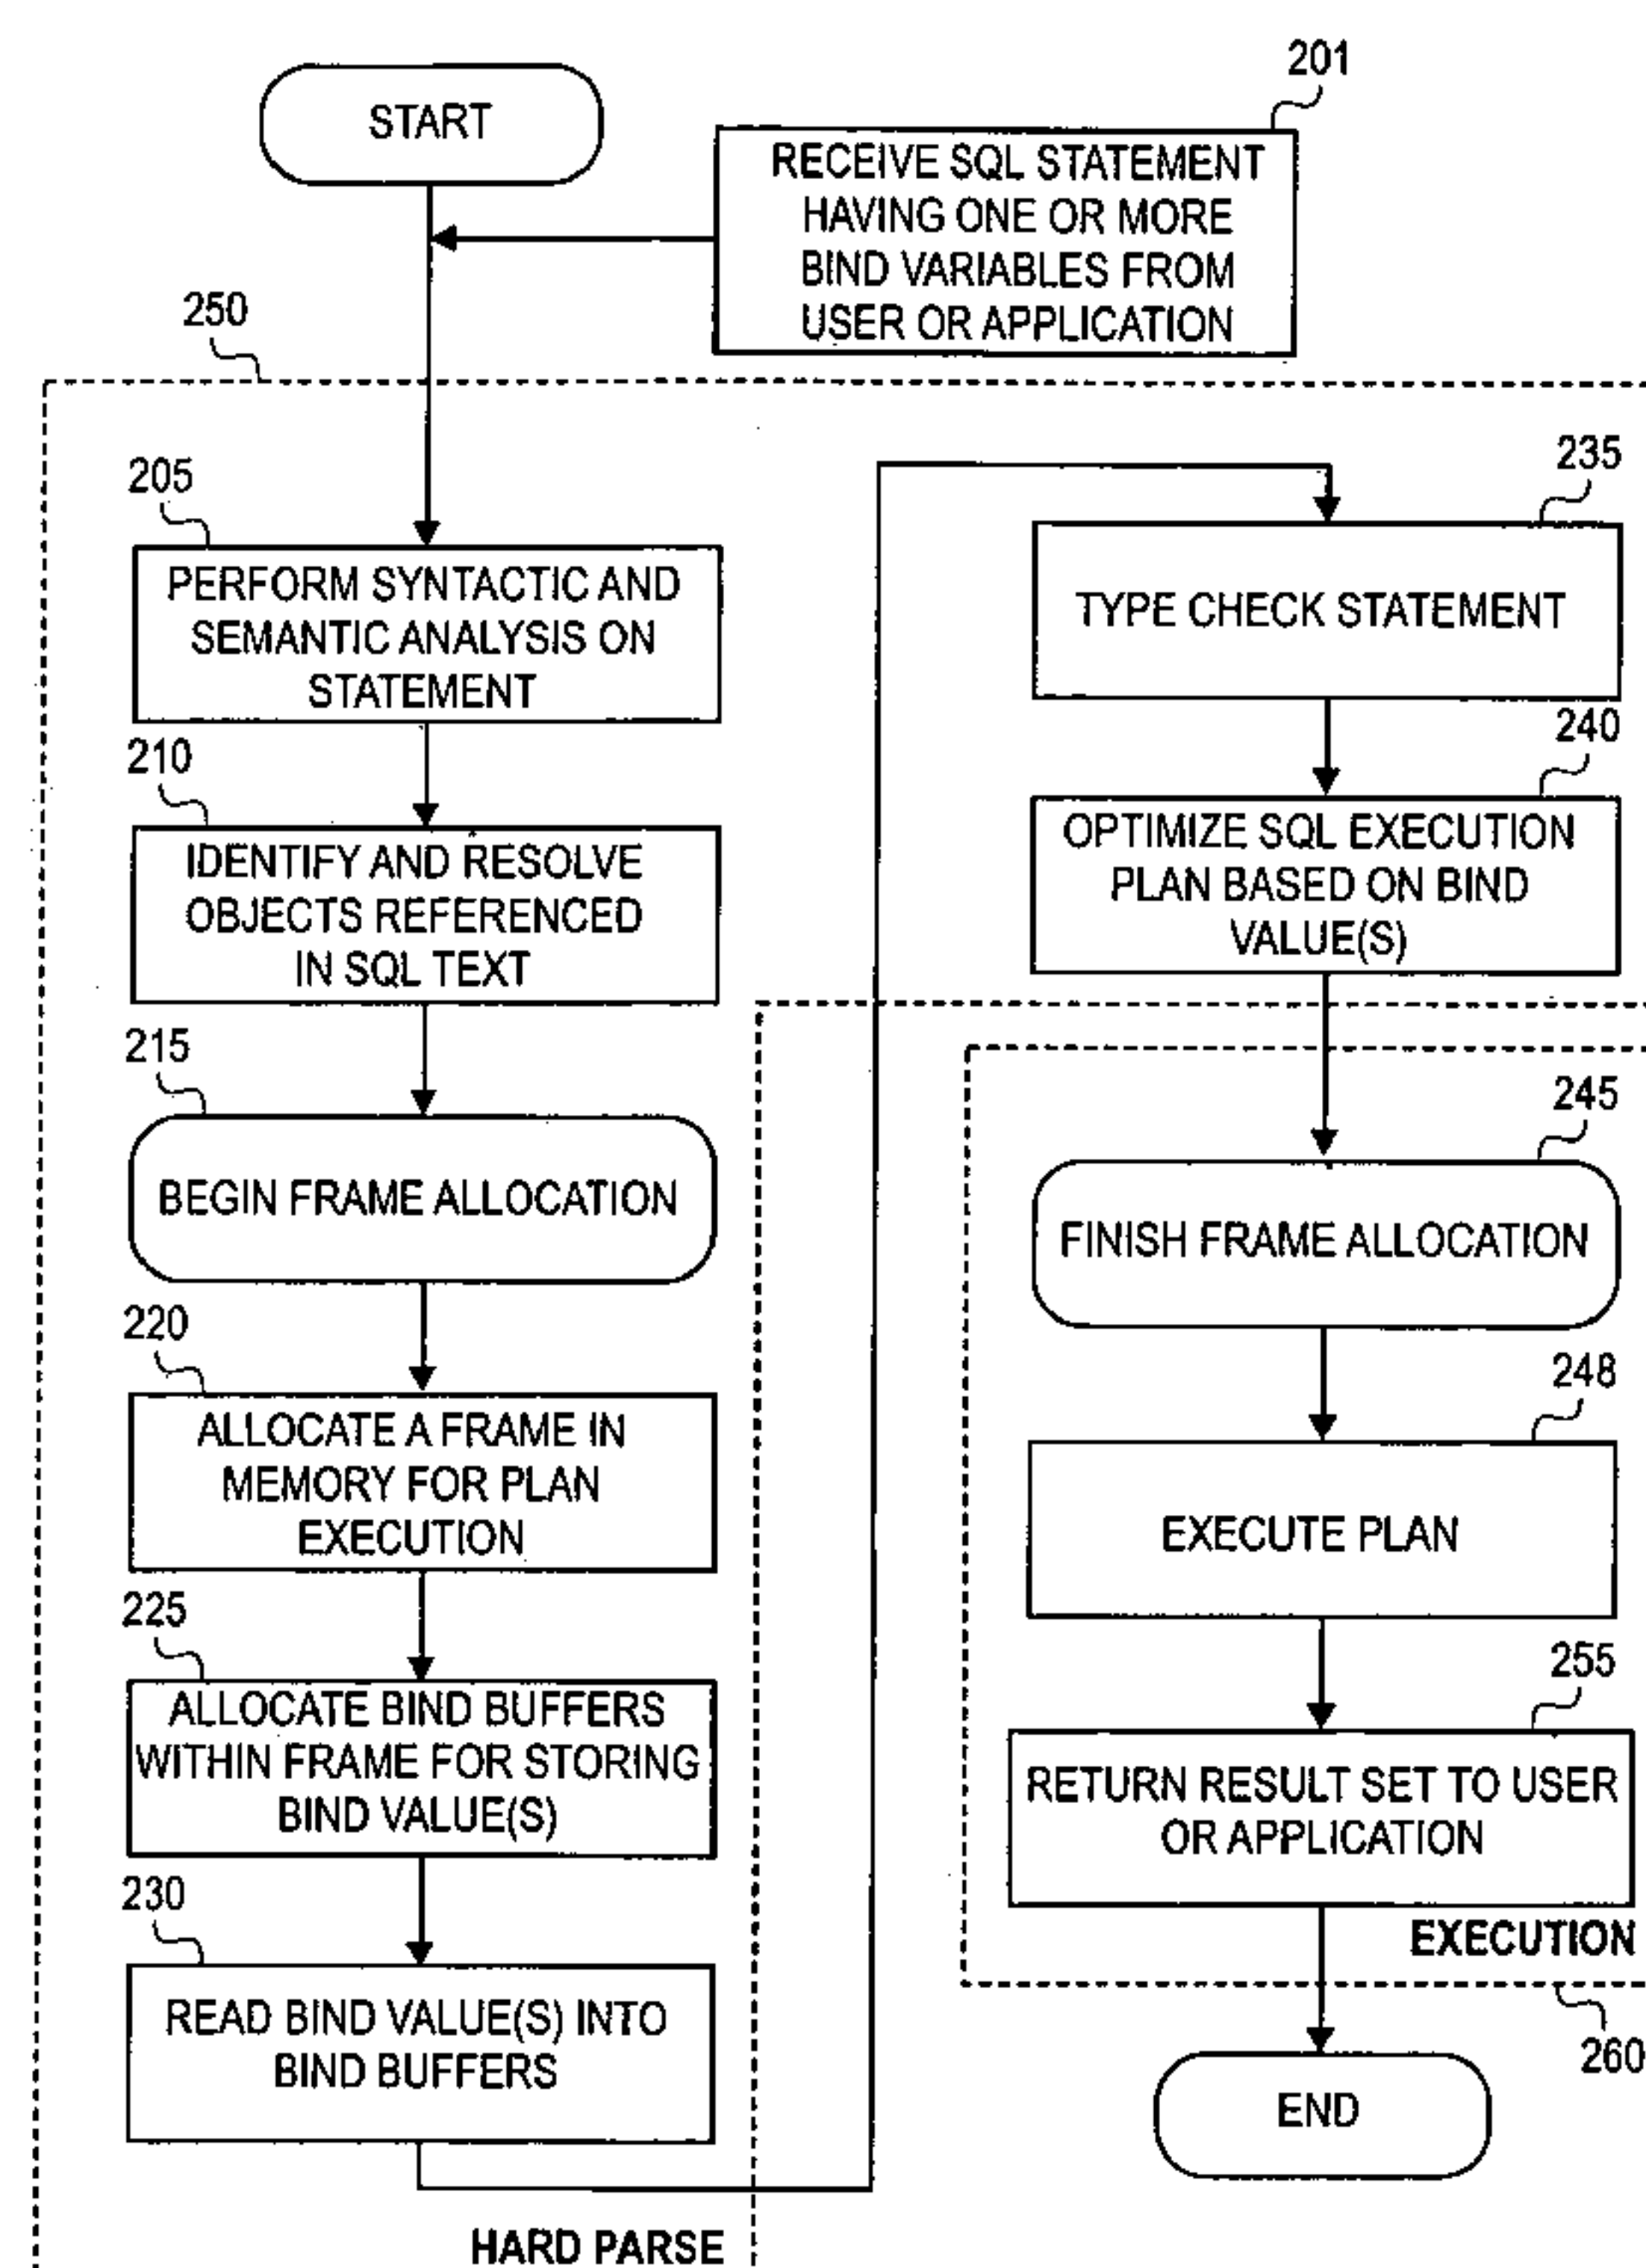 START
201
RECEIVE SQL STATEMENT
HAVING ONE OR MORE
BIND VARIABLES FROM
USER OR APPLICATION
250
205
PERFORM SYNTACTIC AND
SEMANTIC ANALYSIS ON
STATEMENT
210
IDENTIFY AND RESOLVE
OBJECTS REFERENCED
IN SQL TEXT
215
BEGIN FRAME ALLOCATION
220
ALLOCATE A FRAME IN
MEMORY FOR PLAN
EXECUTION
225
ALLOCATE BIND BUFFERS
WITHIN FRAME FOR STORING
BIND VALUE(S)
230
READ BIND VALUE(S) INTO
BIND BUFFERS
HARD PARSE
235
TYPE CHECK STATEMENT
240
OPTIMIZE SQL EXECUTION
PLAN BASED ON BIND
VALUE(S)
245
FINISH FRAME ALLOCATION
248
EXECUTE PLAN
255
RETURN RESULT SET TO USER
OR APPLICATION
EXECUTION
260
END